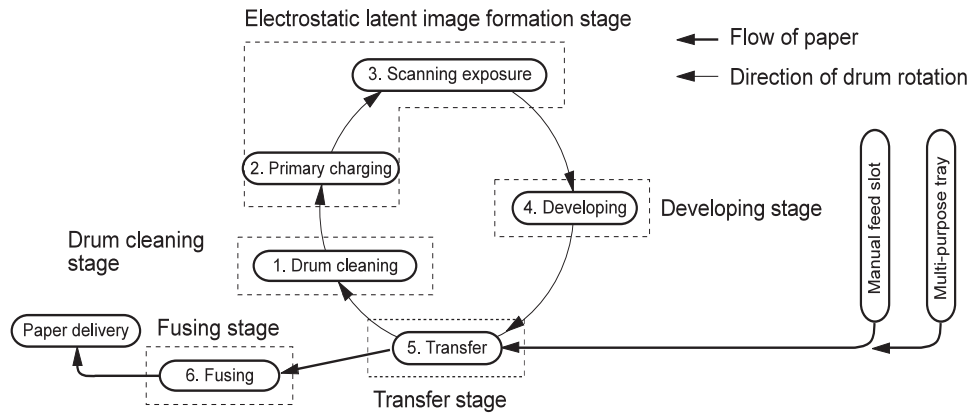 Electrostatic latent image formation stage
Flow of paper
3. Scanning exposure
Direction of drum rotation
2. Primary charging
4. Developing
Developing stage
Manual feed slot
Multi-purpose tray
Drum cleaning
stage
1. Drum cleaning
Paper delivery
Fusing stage
5. Transfer
6. Fusing
Transfer stage